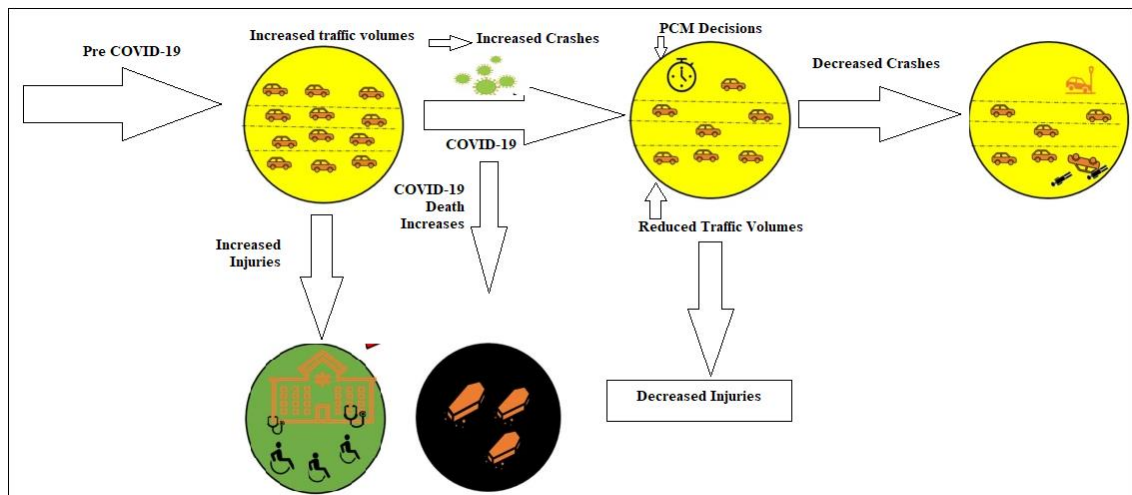 Pre COVID-19
Increased traffic volumes
Increased Crashes
COVID-19
COVID-19
Death
Increases
Increased
Injuries
PCM Decisions
Reduced Traffic Volumes
Decreased Injuries
Decreased Crashes